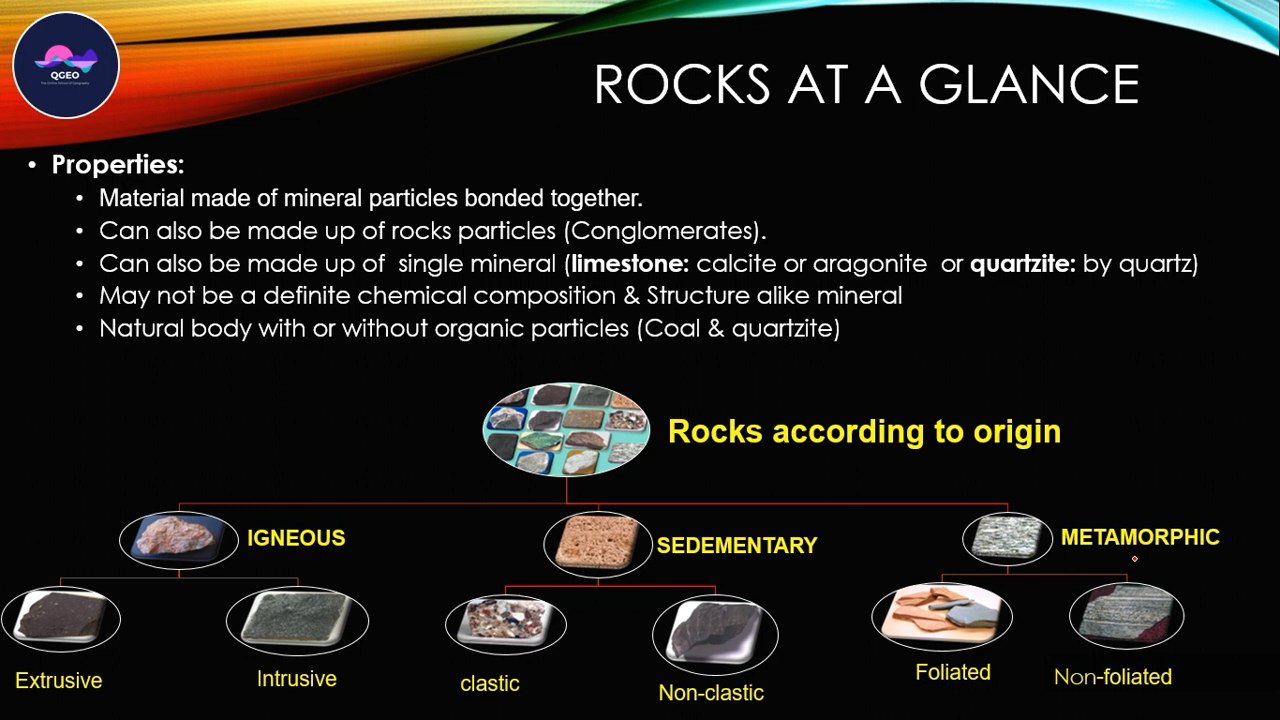 QGEO
ROCKS AT A GLANCE
• Properties:
• Material made of mineral particles bonded together.
• Can also be made up of rocks particles (Conglomerates).
• Can also be made up of single mineral (limestone: calcite or aragonite or quartzite: by quartz)
• May not be a definite chemical composition & Structure alike mineral
• Natural body with or without organic particles (Coal & quartzite)
Rocks according to origin
IGNEOUS
SEDEMENTARY
METAMORPHIC
Extrusive
Intrusive
clastic
Non-clastic
Foliated
Non-foliated